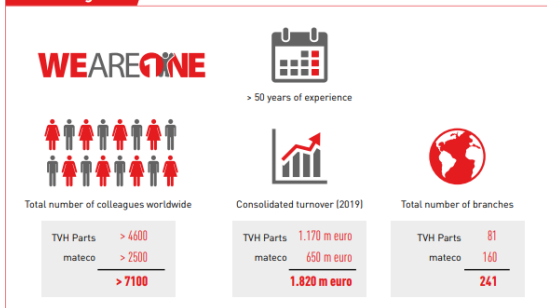 WEAREONE
> 50 years of experience
Total number of colleagues worldwide
TVH Parts > 4600
mateco > 2500
> 7100
Consolidated turnover (2019)
TVH Parts 1.170 m euro
mateco 650 m euro
1.820 m euro
Total number of branches
TVH Parts 81
mateco 160
241